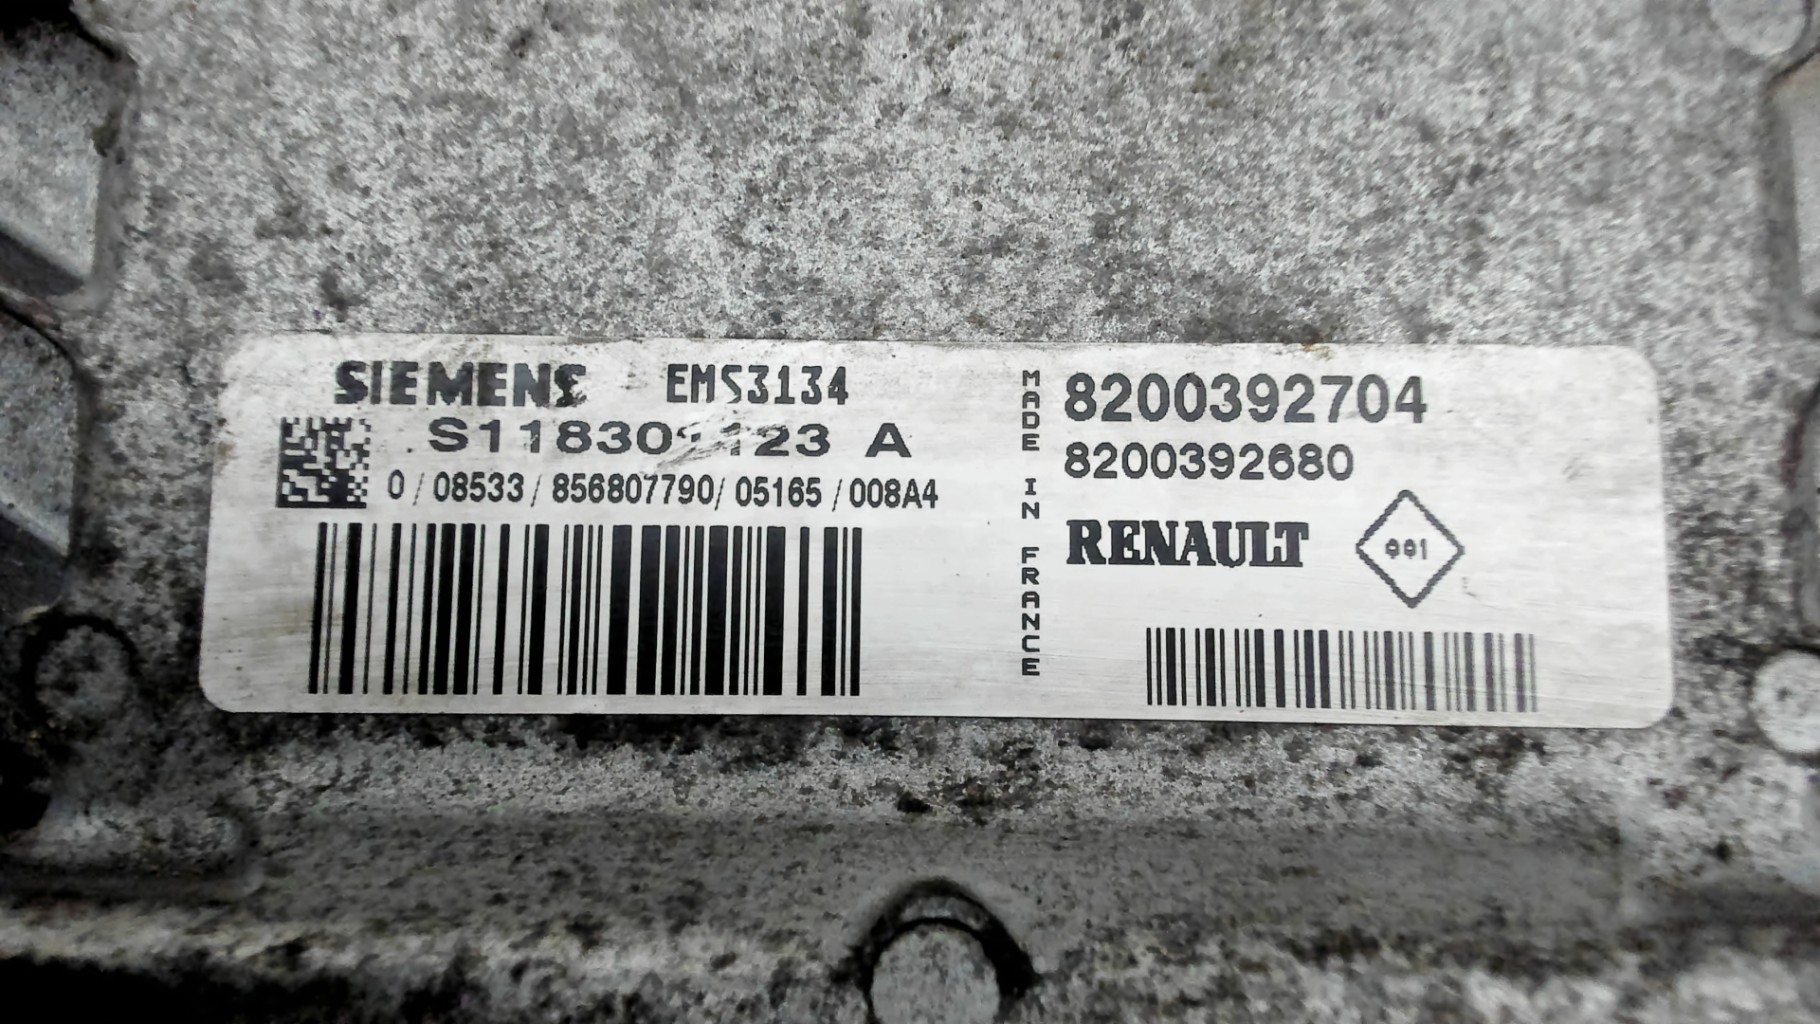 SIEMENS EMS3134
A
0 / 08533 / 856807790 / 05165 / 008A4
MADE IN FRANCE
8200392704
8200392680
RENAULT
001